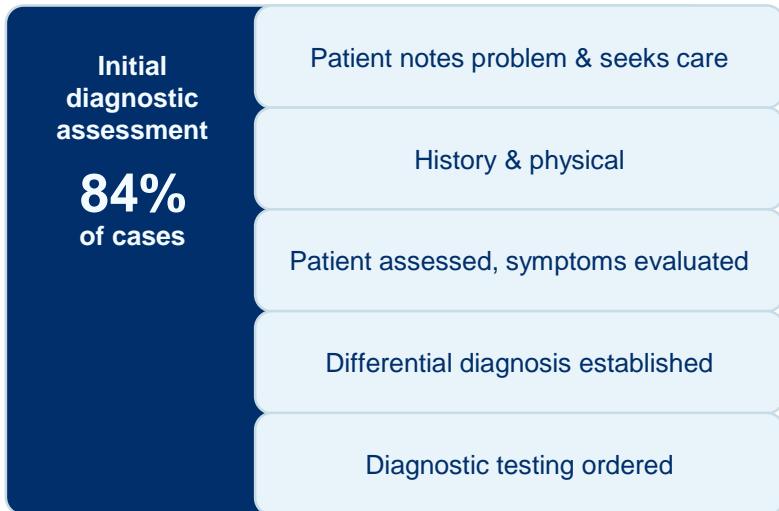 Initial
diagnostic
assessment
84%
of cases
Patient notes problem & seeks care
History & physical
Patient assessed, symptoms evaluated
Differential diagnosis established
Diagnostic testing ordered